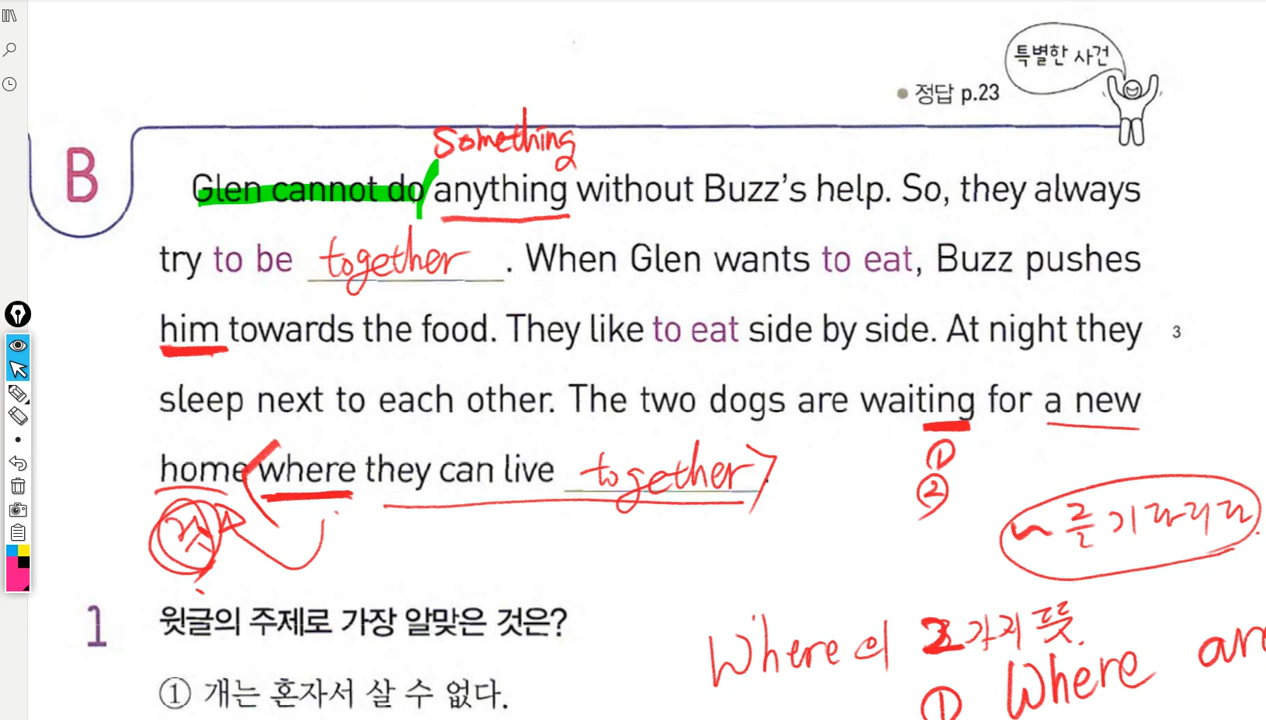 특별한 사건
정답 p.23
Something
B
Glen cannot do anything without Buzz's help. So, they always
try to be together. When Glen wants to eat, Buzz pushes
him towards the food. They like to eat side by side. At night they 3
sleep next to each other. The two dogs are waiting for a new
home where they can live together.
①
②
~를 기다리다.
1 윗글의 주제로 가장 알맞은 것은?
Where의 2가지 뜻.
① 개는 혼자서 살 수 없다.
① Where are